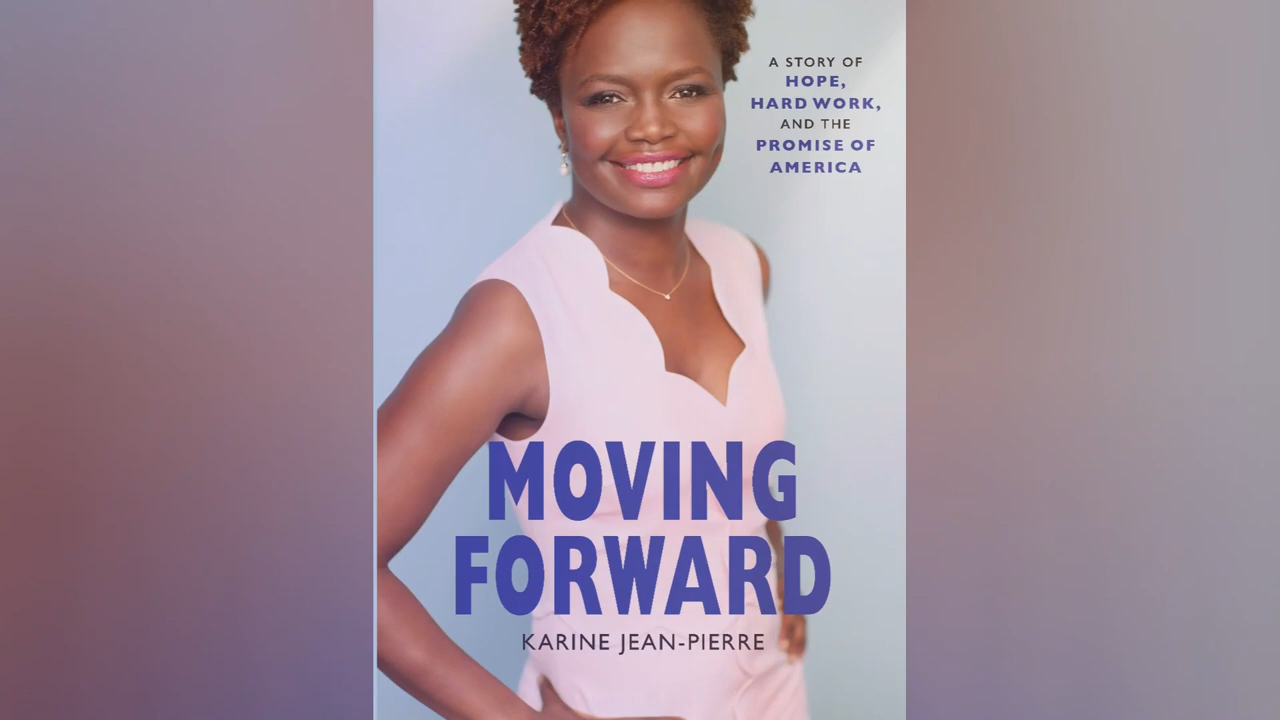 A STORY OF
HOPE,
HARD WORK,
AND THE
PROMISE OF
AMERICA
MOVING
FORWARD
KARINE JEAN-PIERRE